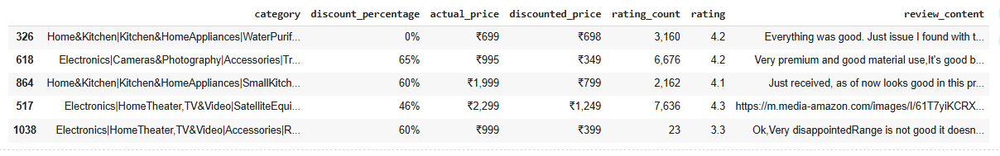 category discount_percentage actual_price discounted_price rating_count rating review_content
326 Home&Kitchen|Kitchen&HomeAppliances|WaterPurif... 0% ₹699 ₹698 3,160 4.2 Everything was good. Just issue I found with t...
618 Electronics|Cameras&Photography|Accessories|Tr... 65% ₹995 ₹349 6,676 4.2 Very premium and good material use,It's good b...
864 Home&Kitchen|Kitchen&HomeAppliances|SmallKitch... 60% ₹1,999 ₹799 2,162 4.1 Just received, as of now looks good in this pr...
517 Electronics|HomeTheater,TV&Video|SatelliteEqui... 46% ₹2,299 ₹1,249 7,636 4.3 https://m.media-amazon.com/images/I/61T7yiKCRX...
1038 Electronics|HomeTheater,TV&Video|Accessories|R... 60% ₹999 ₹399 23 3.3 Ok,Very disappointedRange is not good it doesn...